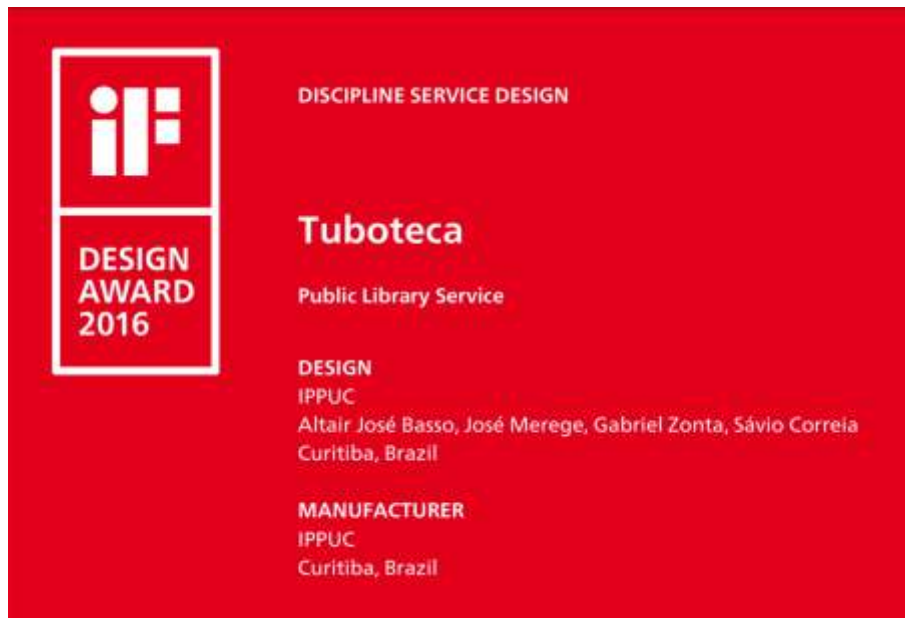 iF
DESIGN
AWARD
2016
DISCIPLINE SERVICE DESIGN
Tuboteca
Public Library Service
DESIGN
IPPUC
Altair José Basso, José Merege, Gabriel Zonta, Sávio Correia
Curitiba, Brazil
MANUFACTURER
IPPUC
Curitiba, Brazil